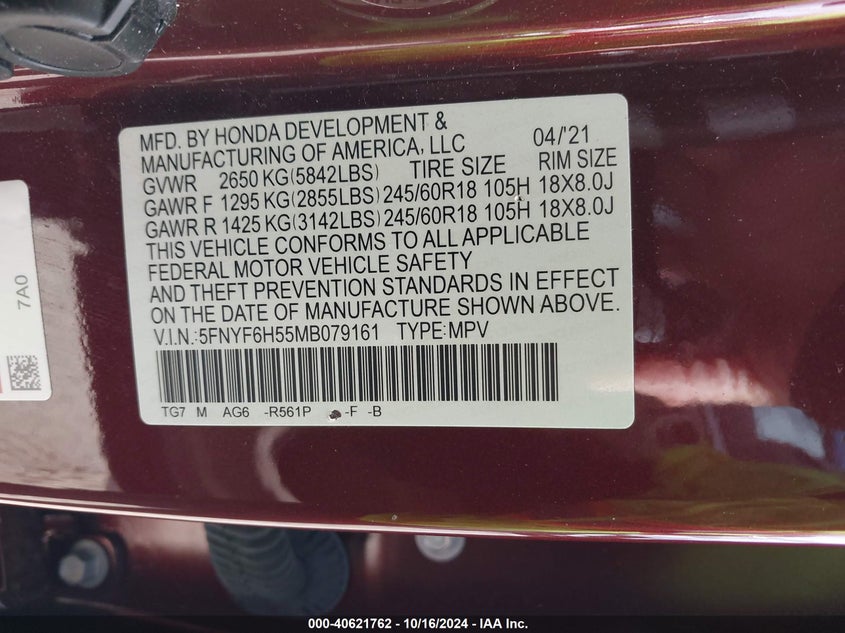 MFD. BY HONDA DEVELOPMENT &
MANUFACTURING OF AMERICA, LLC 04/'21
GVWR 2650 KG(5842LBS) TIRE SIZE RIM SIZE
GAWR F 1295 KG(2855LBS) 245/60R18 105H 18X8.0J
GAWR R 1425 KG(3142LBS) 245/60R18 105H 18X8.0J
THIS VEHICLE CONFORMS TO ALL APPLICABLE
FEDERAL MOTOR VEHICLE SAFETY
AND THEFT PREVENTION STANDARDS IN EFFECT
ON THE DATE OF MANUFACTURE SHOWN ABOVE.
V.I.N.:5FNYF6H55MB079161 TYPE:MPV
TG7 M AG6 -R561P -F -B
7A0
000-40621762 - 10/16/2024 - IAA Inc.